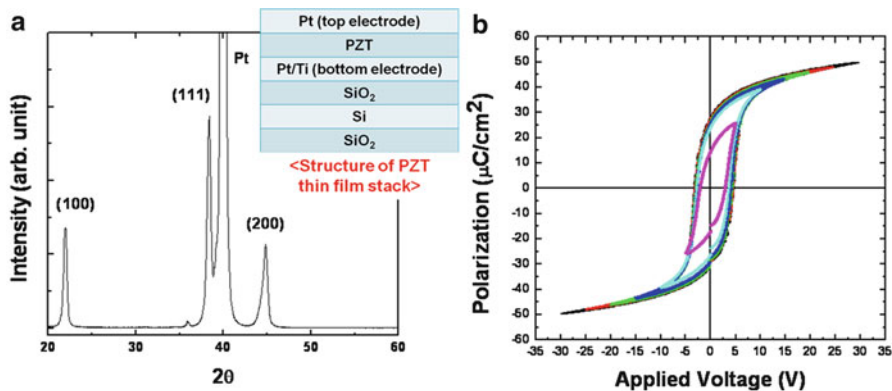 a
Intensity (arb. unit)
(100)
(111)
Pt
(200)
20
30
40
50
60
2θ
Pt (top electrode)
PZT
Pt/Ti (bottom electrode)
SiO₂
Si
SiO₂
<Structure of PZT
thin film stack>
b
Polarization (μC/cm²)
60
50
40
30
20
10
0
-10
-20
-30
-40
-50
-60
-35 -30 -25 -20 -15 -10 -5 0 5 10 15 20 25 30 35
Applied Voltage (V)